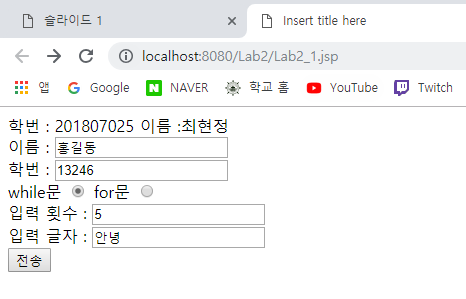 슬라이드 1
Insert title here
localhost:8080/Lab2/Lab2_1.jsp
앱 Google NAVER 학교 홈 YouTube Twitch
학번 : 201807025 이름 :최현정
이름 : 홍길동
학번 : 13246
while문 for문
입력 횟수 : 5
입력 글자 : 안녕
전송